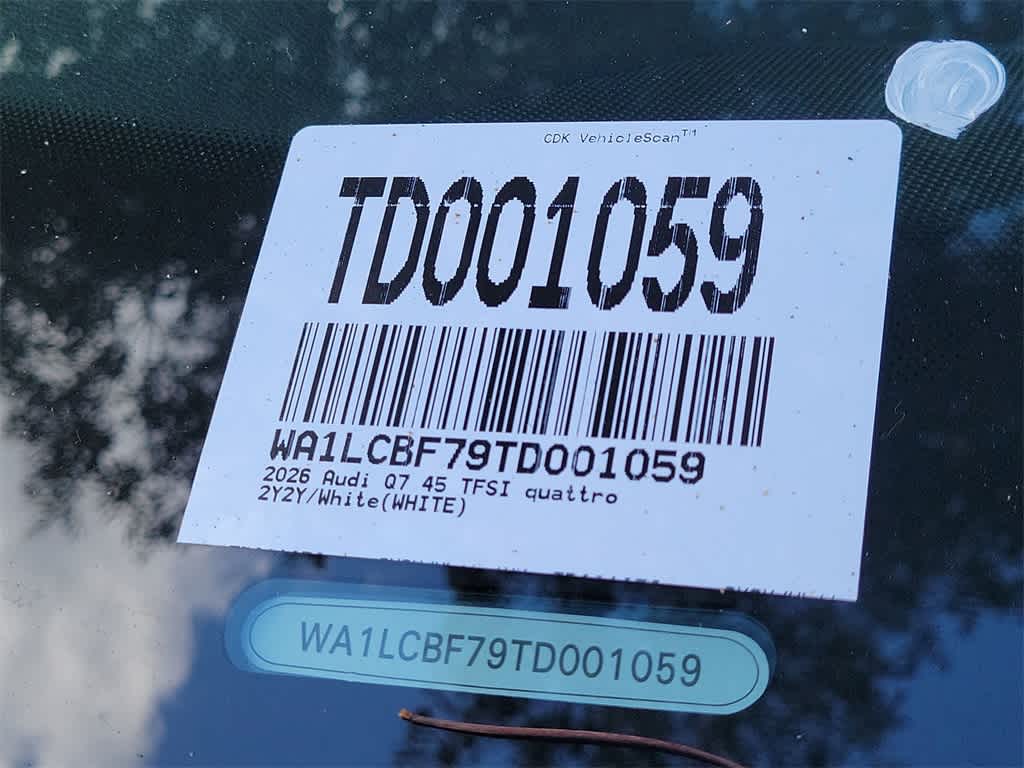 CDK VehicleScan™
TD001059
WA1LCBF79TD001059
2026 Audi Q7 45 TFSI quattro
2Y2Y/White(WHITE)
WA1LCBF79TD001059